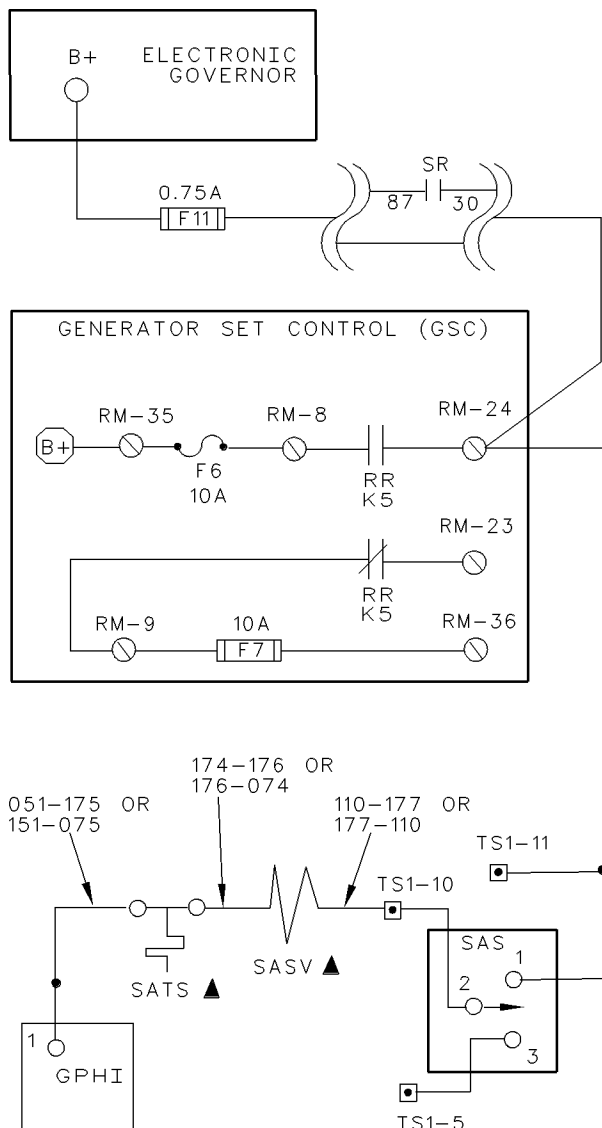 B+
ELECTRONIC
GOVERNOR
0.75A
F11
SR
87
30
GENERATOR SET CONTROL (GSC)
RM-35
RM-8
RM-24
B+
F6
10A
RR
K5
RM-23
RR
K5
RM-9
10A
F7
RM-36
174-176 OR
176-074
051-175 OR
151-075
110-177 OR
177-110
TS1-11
TS1-10
SAS
1
2
3
SASV
SATS
1
GPHI
TS1-5